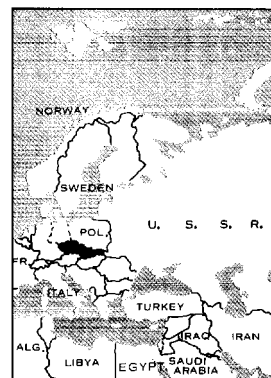 NORWAY
SWEDEN
POL.
U. S. S. R.
FR.
ITALY
TURKEY
IRAQ
IRAN
ALG.
LIBYA
EGYPT
SAUDI
ARABIA